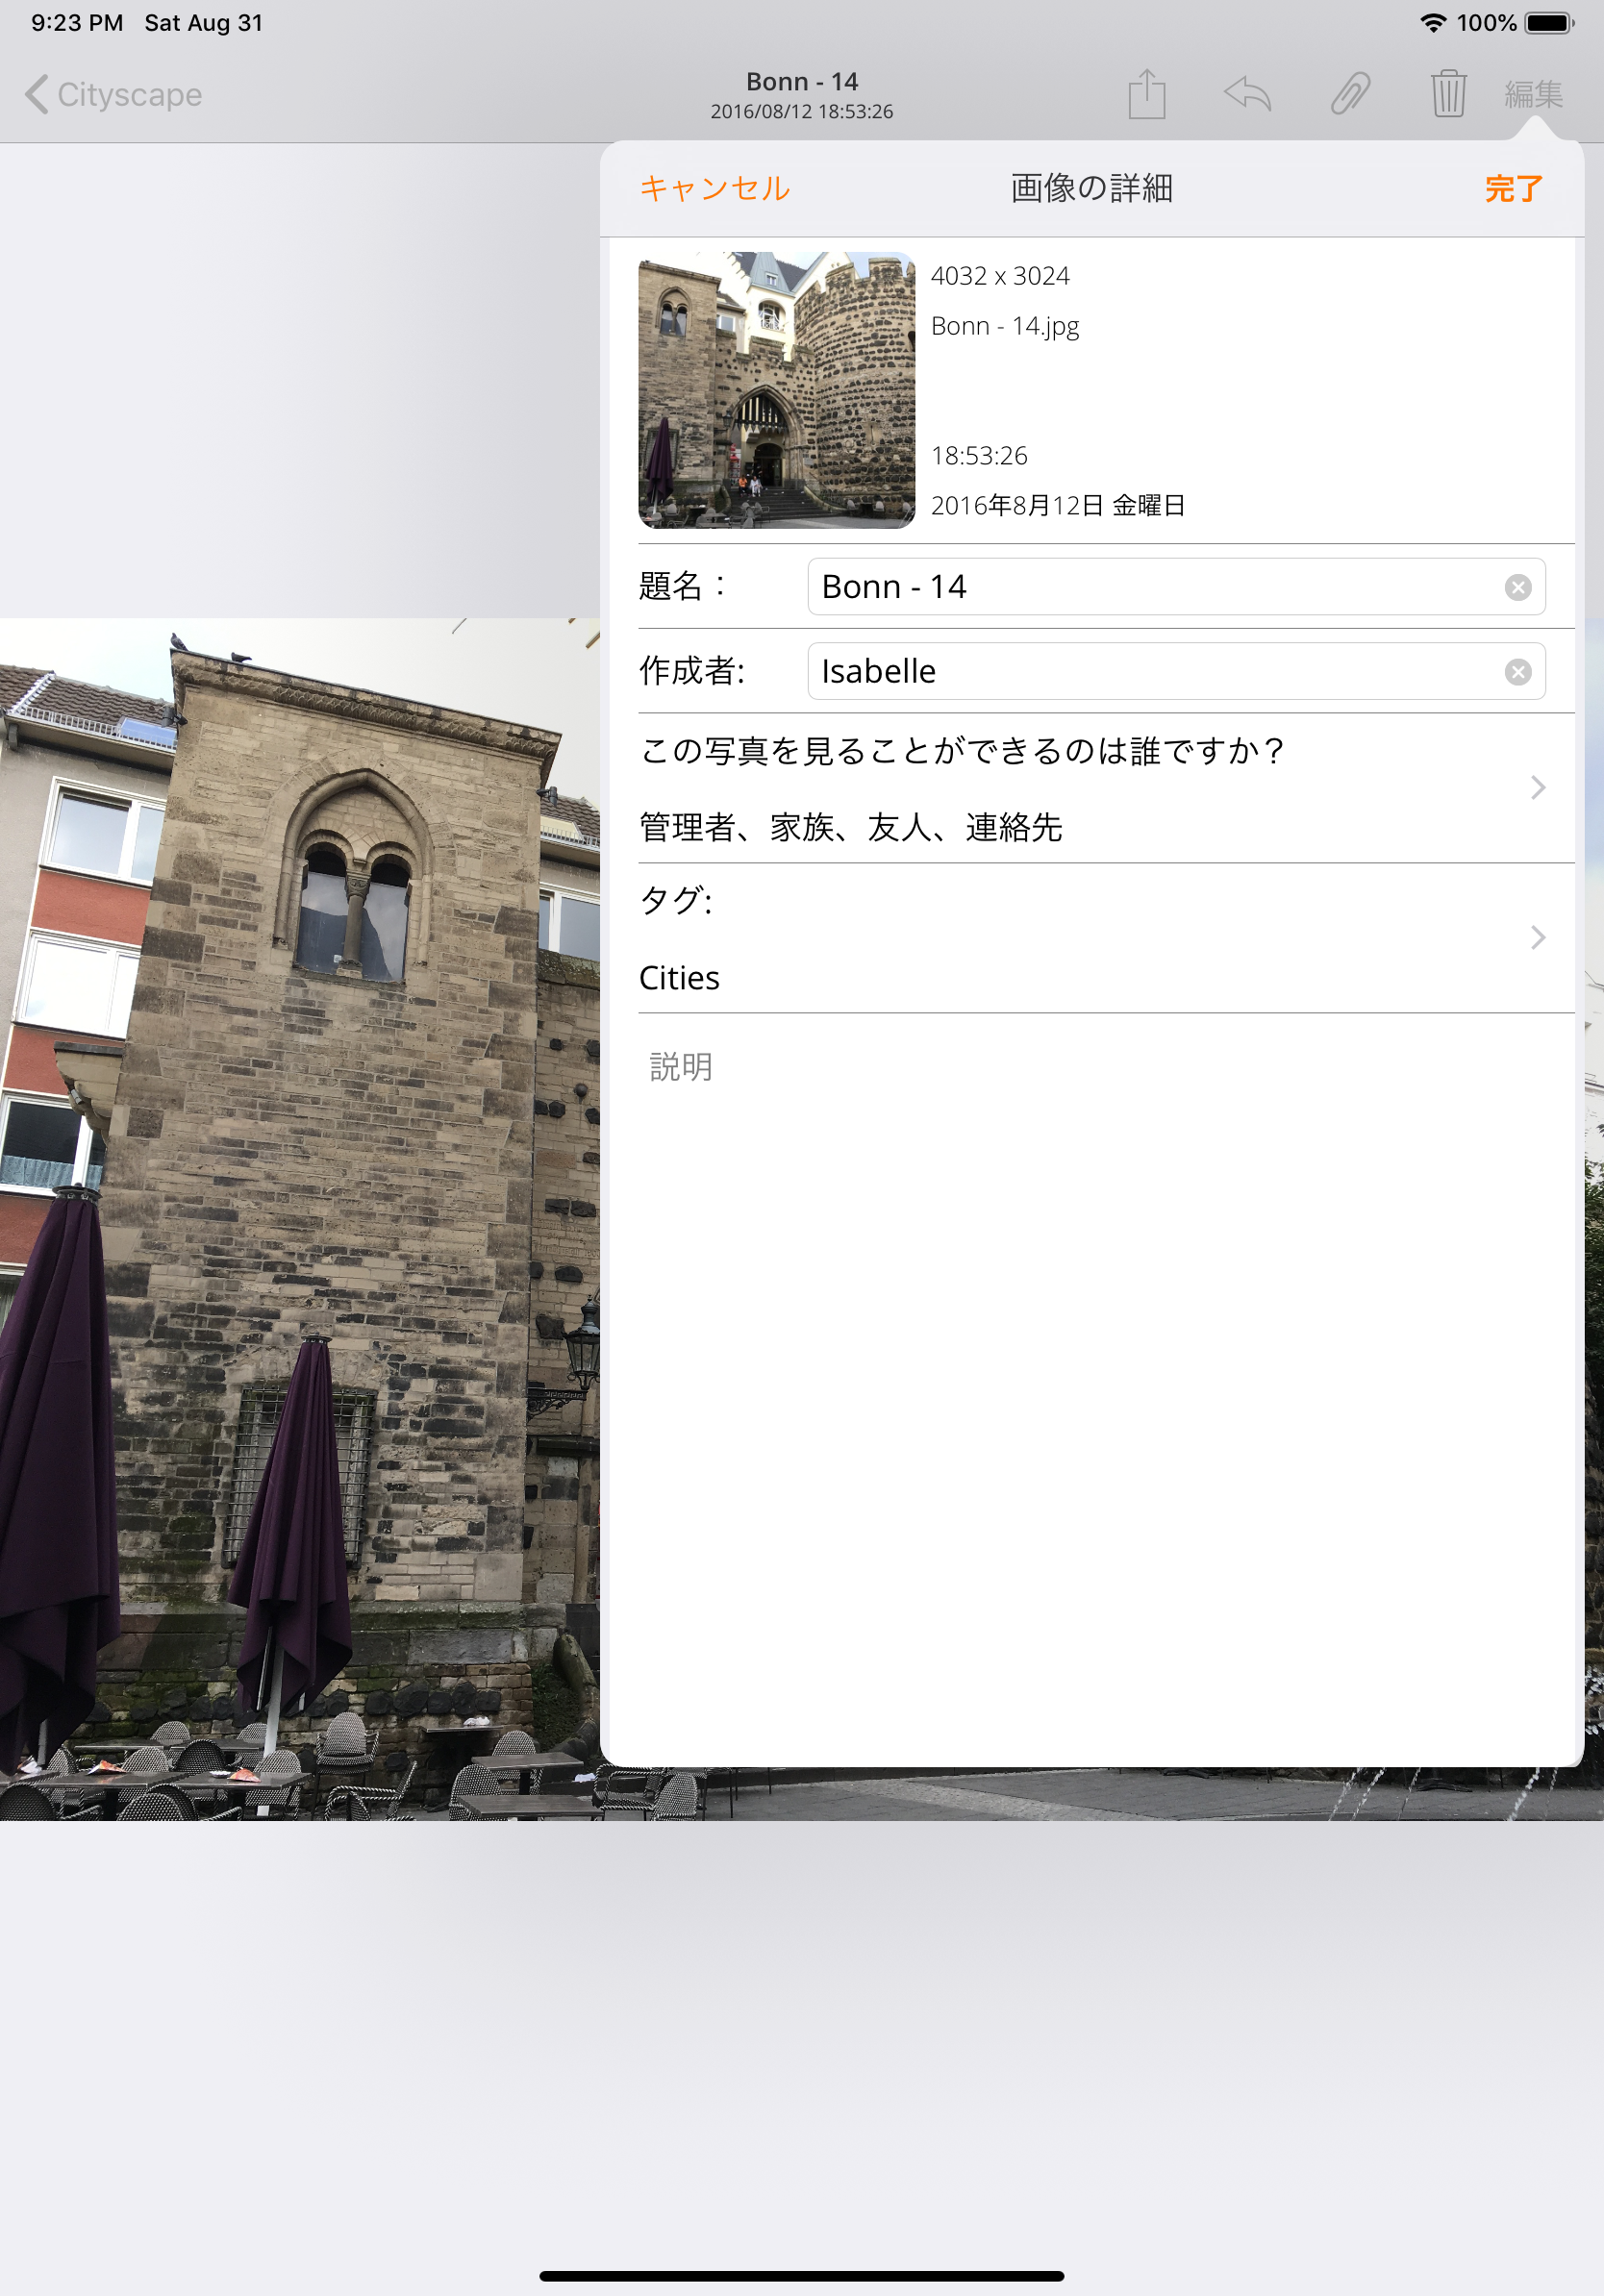 9:23 PM Sat Aug 31
100%
Cityscape
Bonn - 14
2016/08/12 18:53:26
編集
キャンセル
画像の詳細
完了
4032 x 3024
Bonn - 14.jpg
18:53:26
2016年8月12日 金曜日
題名：
Bonn - 14
作成者:
Isabelle
この写真を見ることができるのは誰ですか？
管理者、家族、友人、連絡先
タグ:
Cities
説明